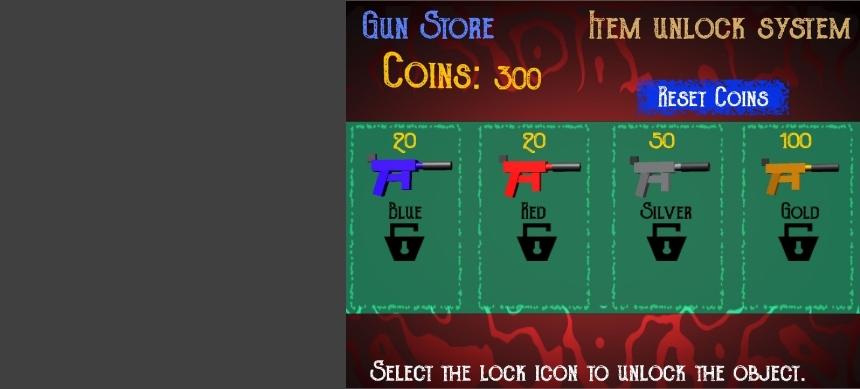 Gun Store
Item unlock system
Coins: 300
Reset Coins
20 20 50 100
Blue Red Silver Gold
Select the lock icon to unlock the object.